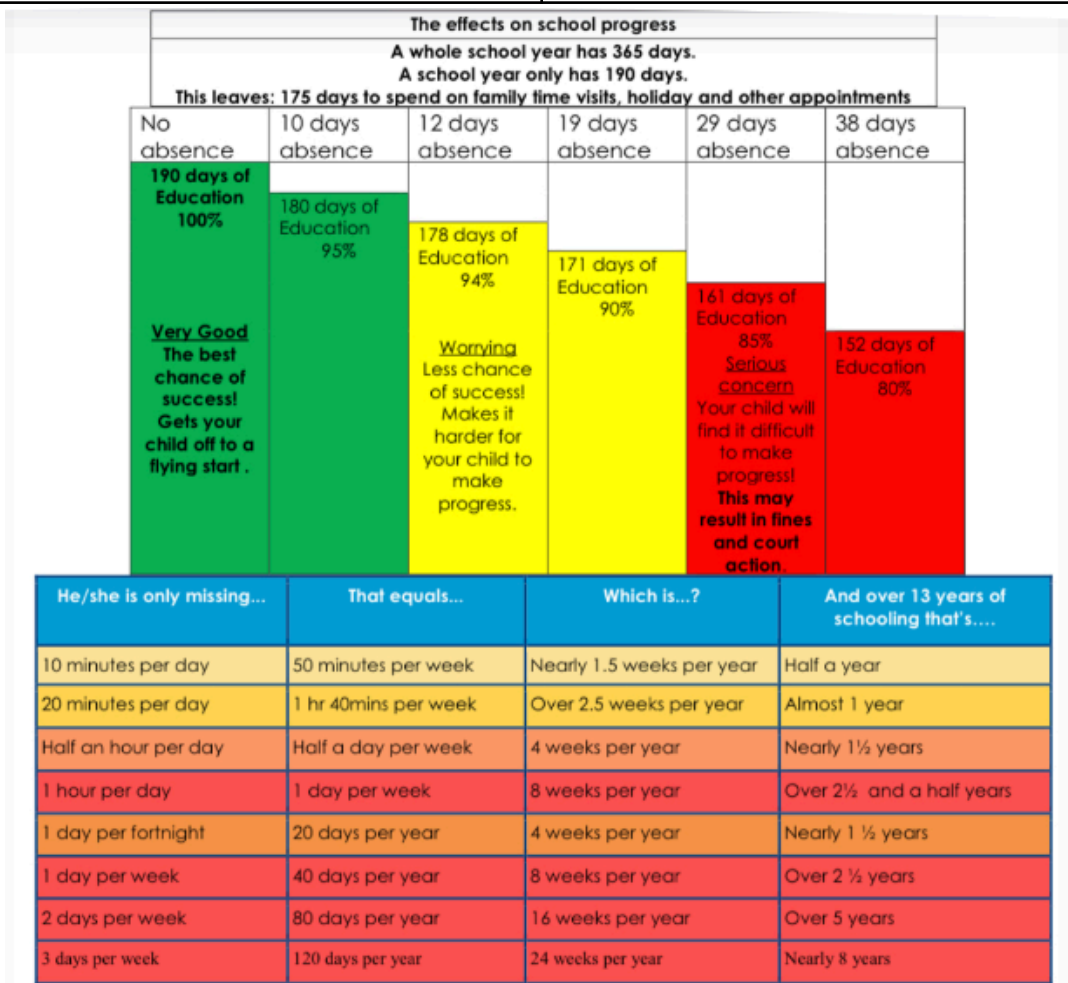 The effects on school progress
A whole school year has 365 days.
A school year only has 190 days.
This leaves: 175 days to spend on family time visits, holiday and other appointments
No
absence
10 days
absence
12 days
absence
19 days
absence
29 days
absence
38 days
absence
190 days of
Education
100%
Very Good
The best
chance of
success!
Gets your
child off to a
flying start .
180 days of
Education
95%
178 days of
Education
94%
Worrying
Less chance
of success!
Makes it
harder for
your child to
make
progress.
171 days of
Education
90%
161 days of
Education
85%
Serious
concern
Your child will
find it difficult
to make
progress!
This may
result in fines
and court
action.
152 days of
Education
80%
He/she is only missing... That equals... Which is...? And over 13 years of
schooling that's....
10 minutes per day 50 minutes per week Nearly 1.5 weeks per year Half a year
20 minutes per day 1 hr 40mins per week Over 2.5 weeks per year Almost 1 year
Half an hour per day Half a day per week 4 weeks per year Nearly 1½ years
1 hour per day 1 day per week 8 weeks per year Over 2½ and a half years
1 day per fortnight 20 days per year 4 weeks per year Nearly 1 ½ years
1 day per week 40 days per year 8 weeks per year Over 2 ½ years
2 days per week 80 days per year 16 weeks per year Over 5 years
3 days per week 120 days per year 24 weeks per year Nearly 8 years